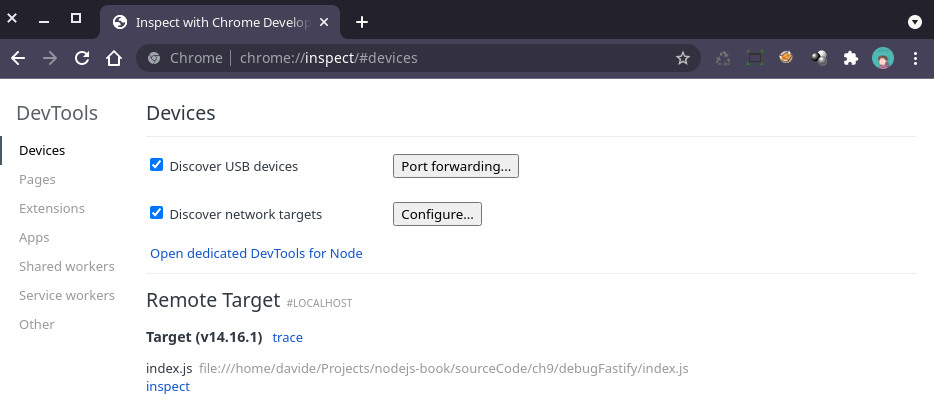 Inspect with Chrome Develop
Chrome chrome://inspect/#devices
DevTools
Devices
Pages
Extensions
Apps
Shared workers
Service workers
Other
Devices
Discover USB devices Port forwarding...
Discover network targets Configure...
Open dedicated DevTools for Node
Remote Target #LOCALHOST
Target (v14.16.1) trace
index.js file:///home/davide/Projects/nodejs-book/sourceCode/ch9/debugFastify/index.js
inspect